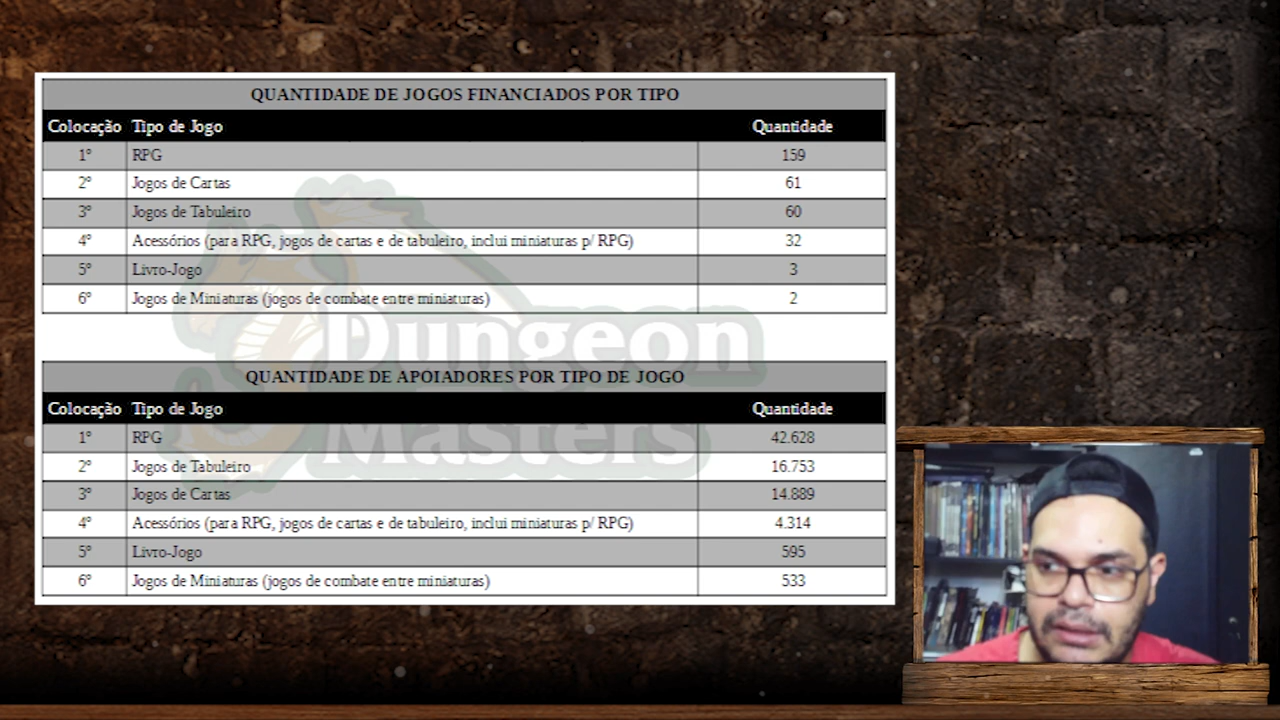 QUANTIDADE DE JOGOS FINANCIADOS POR TIPO
Colocação Tipo de Jogo Quantidade
1º RPG 159
2º Jogos de Cartas 61
3º Jogos de Tabuleiro 60
4º Acessórios (para RPG, jogos de cartas e de tabuleiro, inclui miniaturas p/ RPG) 32
5º Livro-Jogo 3
6º Jogos de Miniaturas (jogos de combate entre miniaturas) 2
Dungeon
Masters
QUANTIDADE DE APOIADORES POR TIPO DE JOGO
Colocação Tipo de Jogo Quantidade
1º RPG 42.628
2º Jogos de Tabuleiro 16.753
3º Jogos de Cartas 14.889
4º Acessórios (para RPG, jogos de cartas e de tabuleiro, inclui miniaturas p/ RPG) 4.314
5º Livro-Jogo 595
6º Jogos de Miniaturas (jogos de combate entre miniaturas) 533